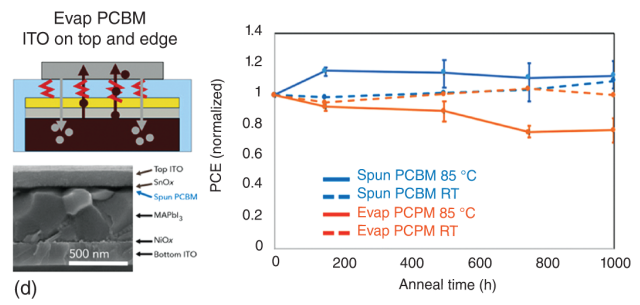 Evap PCBM
ITO on top and edge
Top ITO
SnOx
Spun PCBM
MAPbI3
NiOx
Bottom ITO
500 nm
(d)
PCE (normalized)
1.4
1.2
1
0.8
0.6
0.4
0.2
0
Spun PCBM 85 °C
Spun PCBM RT
Evap PCPM 85 °C
Evap PCPM RT
0
200
400
600
800
1000
Anneal time (h)